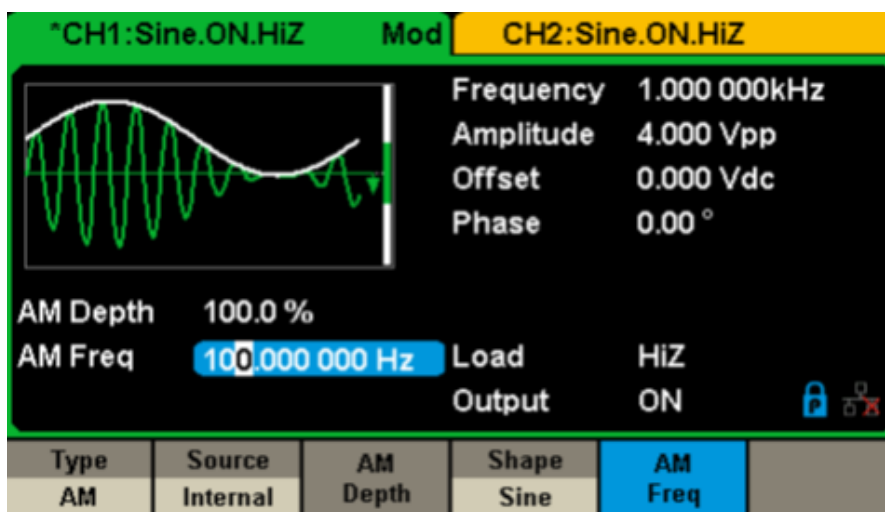 *CH1:Sine.ON.HiZ Mod CH2:Sine.ON.HiZ
Frequency 1.000 000kHz
Amplitude 4.000 Vpp
Offset 0.000 Vdc
Phase 0.00 °
AM Depth 100.0 %
AM Freq 100.000 000 Hz Load HiZ
Output ON P
Type Source AM Depth Shape AM Freq
AM Internal Sine